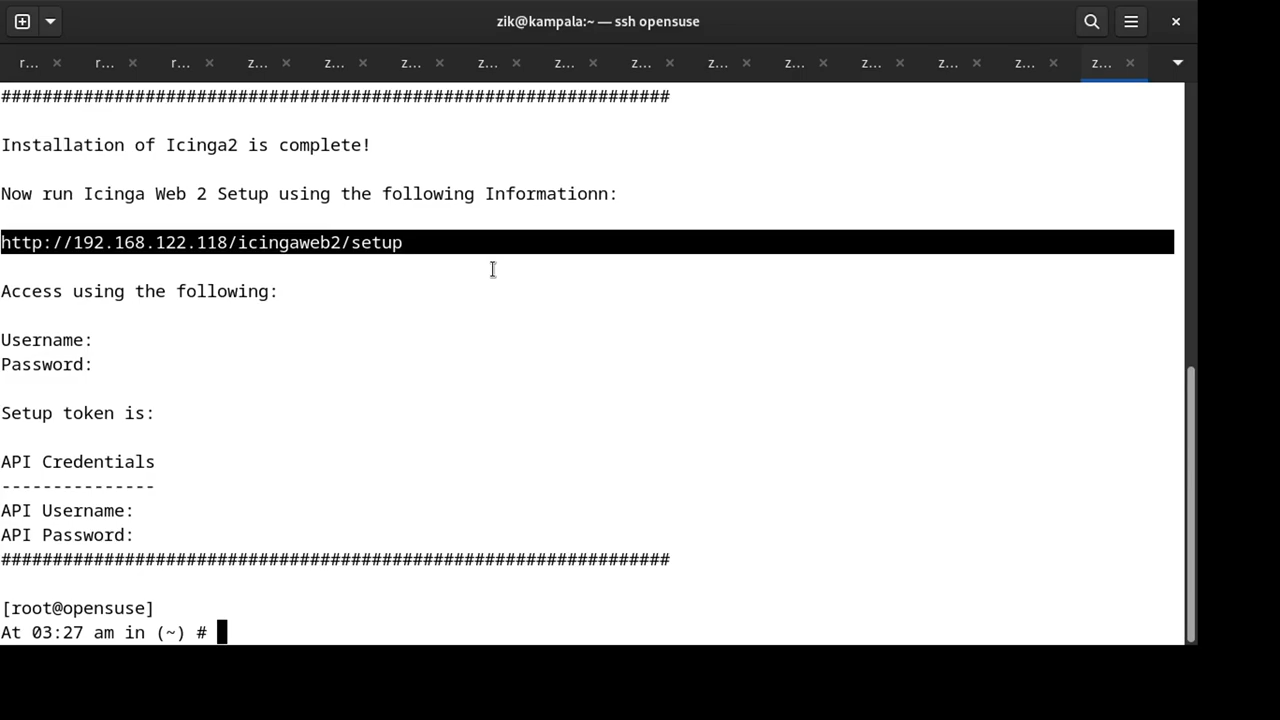 zik@kampala:~ — ssh opensuse
r... r... r... z... z... z... z... z... z... z... z... z... z... z... z...
#################################################################
Installation of Icinga2 is complete!
Now run Icinga Web 2 Setup using the following Informationn:
http://192.168.122.118/icingaweb2/setup
Access using the following:
Username:
Password:
Setup token is:
API Credentials
---------------
API Username:
API Password:
#################################################################
[root@opensuse]
At 03:27 am in (~) #